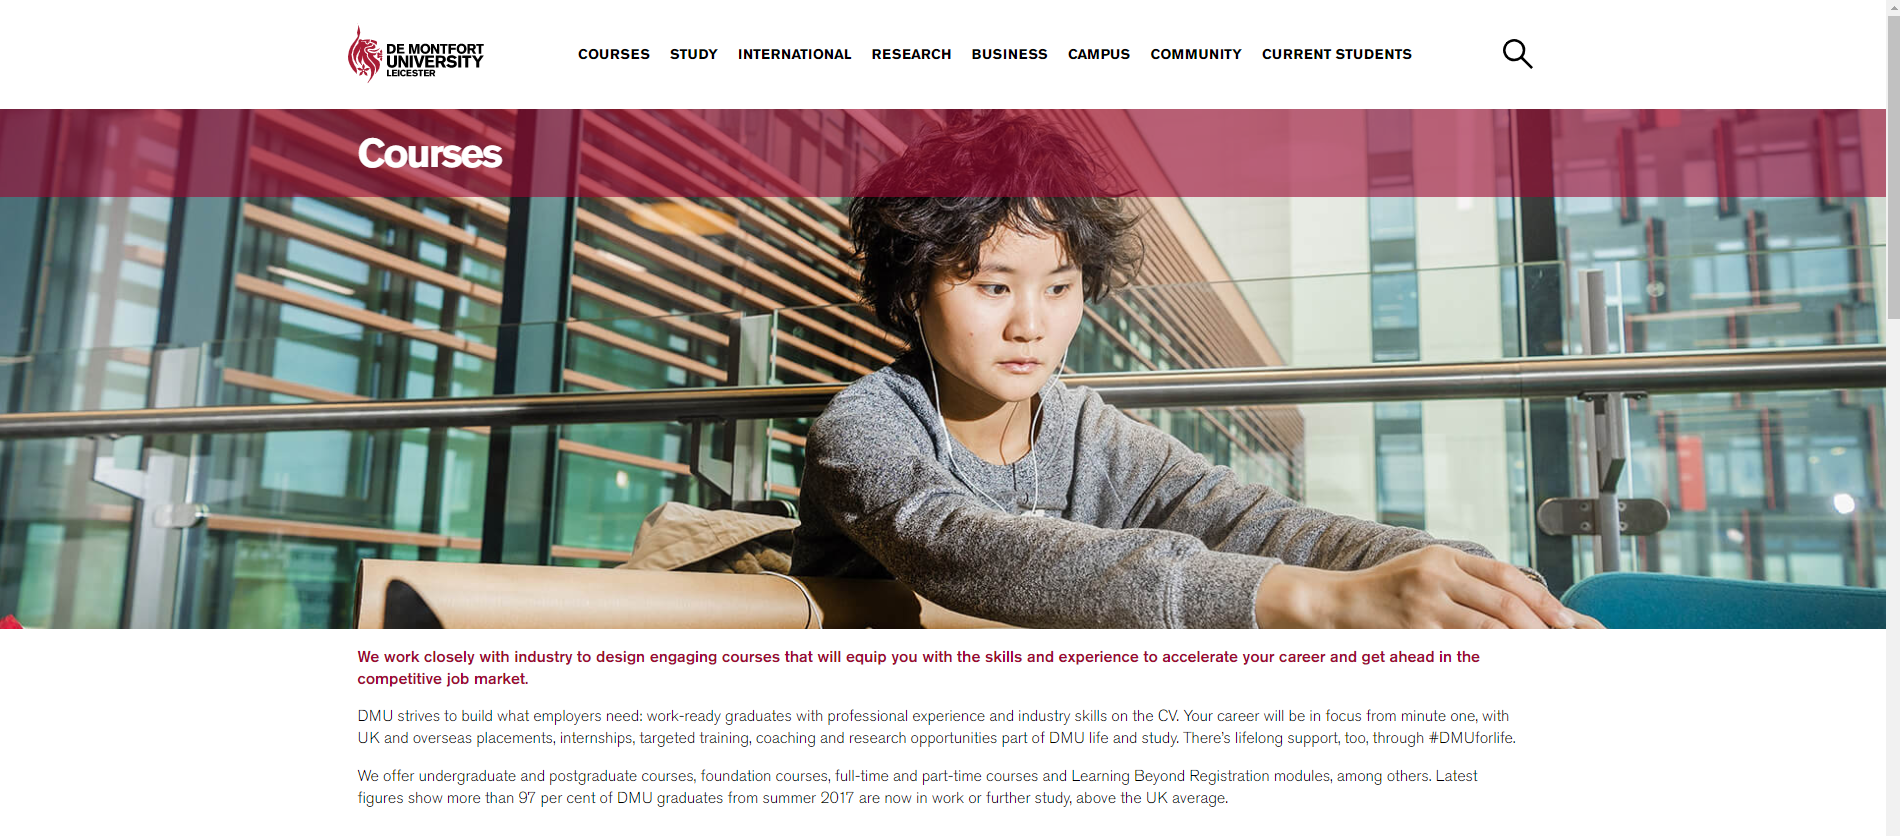 DE MONTFORT
UNIVERSITY
LEICESTER
COURSES STUDY INTERNATIONAL RESEARCH BUSINESS CAMPUS COMMUNITY CURRENT STUDENTS
Courses
We work closely with industry to design engaging courses that will equip you with the skills and experience to accelerate your career and get ahead in the
competitive job market.
DMU strives to build what employers need: work-ready graduates with professional experience and industry skills on the CV. Your career will be in focus from minute one, with
UK and overseas placements, internships, targeted training, coaching and research opportunities part of DMU life and study. There's lifelong support, too, through #DMUforlife.
We offer undergraduate and postgraduate courses, foundation courses, full-time and part-time courses and Learning Beyond Registration modules, among others. Latest
figures show more than 97 per cent of DMU graduates from summer 2017 are now in work or further study, above the UK average.